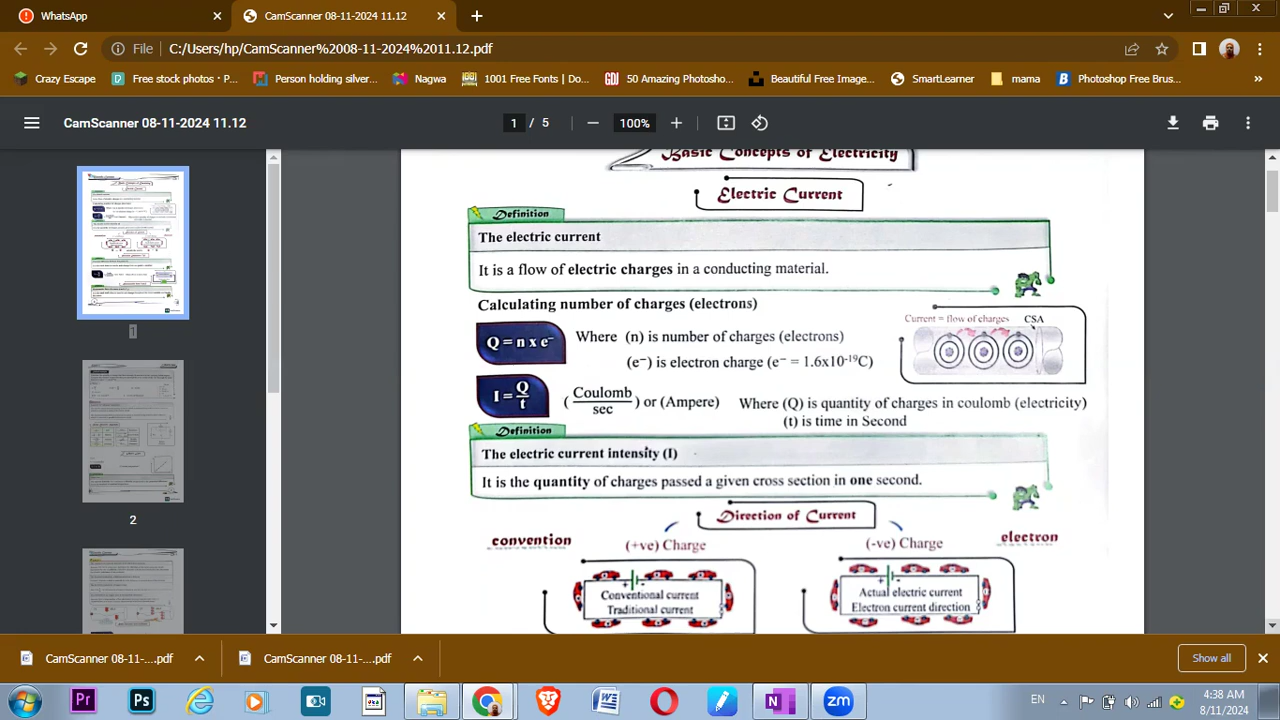 WhatsApp
CamScanner 08-11-2024 11.12
File C:/Users/hp/CamScanner%2008-11-2024%2011.12.pdf
Crazy Escape
Free stock photos · P...
Person holding silver...
Nagwa
1001 Free Fonts | Do...
50 Amazing Photosho...
Beautiful Free Image...
SmartLearner
mama
Photoshop Free Brus...
CamScanner 08-11-2024 11.12
1 / 5
100%
Basic Concepts of Electricity
Electric Current
Definition
The electric current
It is a flow of electric charges in a conducting material.
Calculating number of charges (electrons)
Current = flow of charges CSA
Q = n x e⁻ Where (n) is number of charges (electrons)
(e⁻) is electron charge (e⁻ = 1.6x10⁻¹⁹C)
I = Q/t (Coulomb/sec) or (Ampere) Where (Q) is quantity of charges in coulomb (electricity)
(t) is time in Second
Definition
The electric current intensity (I)
It is the quantity of charges passed a given cross section in one second.
Direction of Current
convention (+ve) Charge (-ve) Charge electron
Conventional current
Traditional current
Actual electric current
Electron current direction
1
2
CamScanner 08-11-....pdf
CamScanner 08-11-....pdf
Show all
Pr
Ps
W
N
zm
EN
4:38 AM
8/11/2024